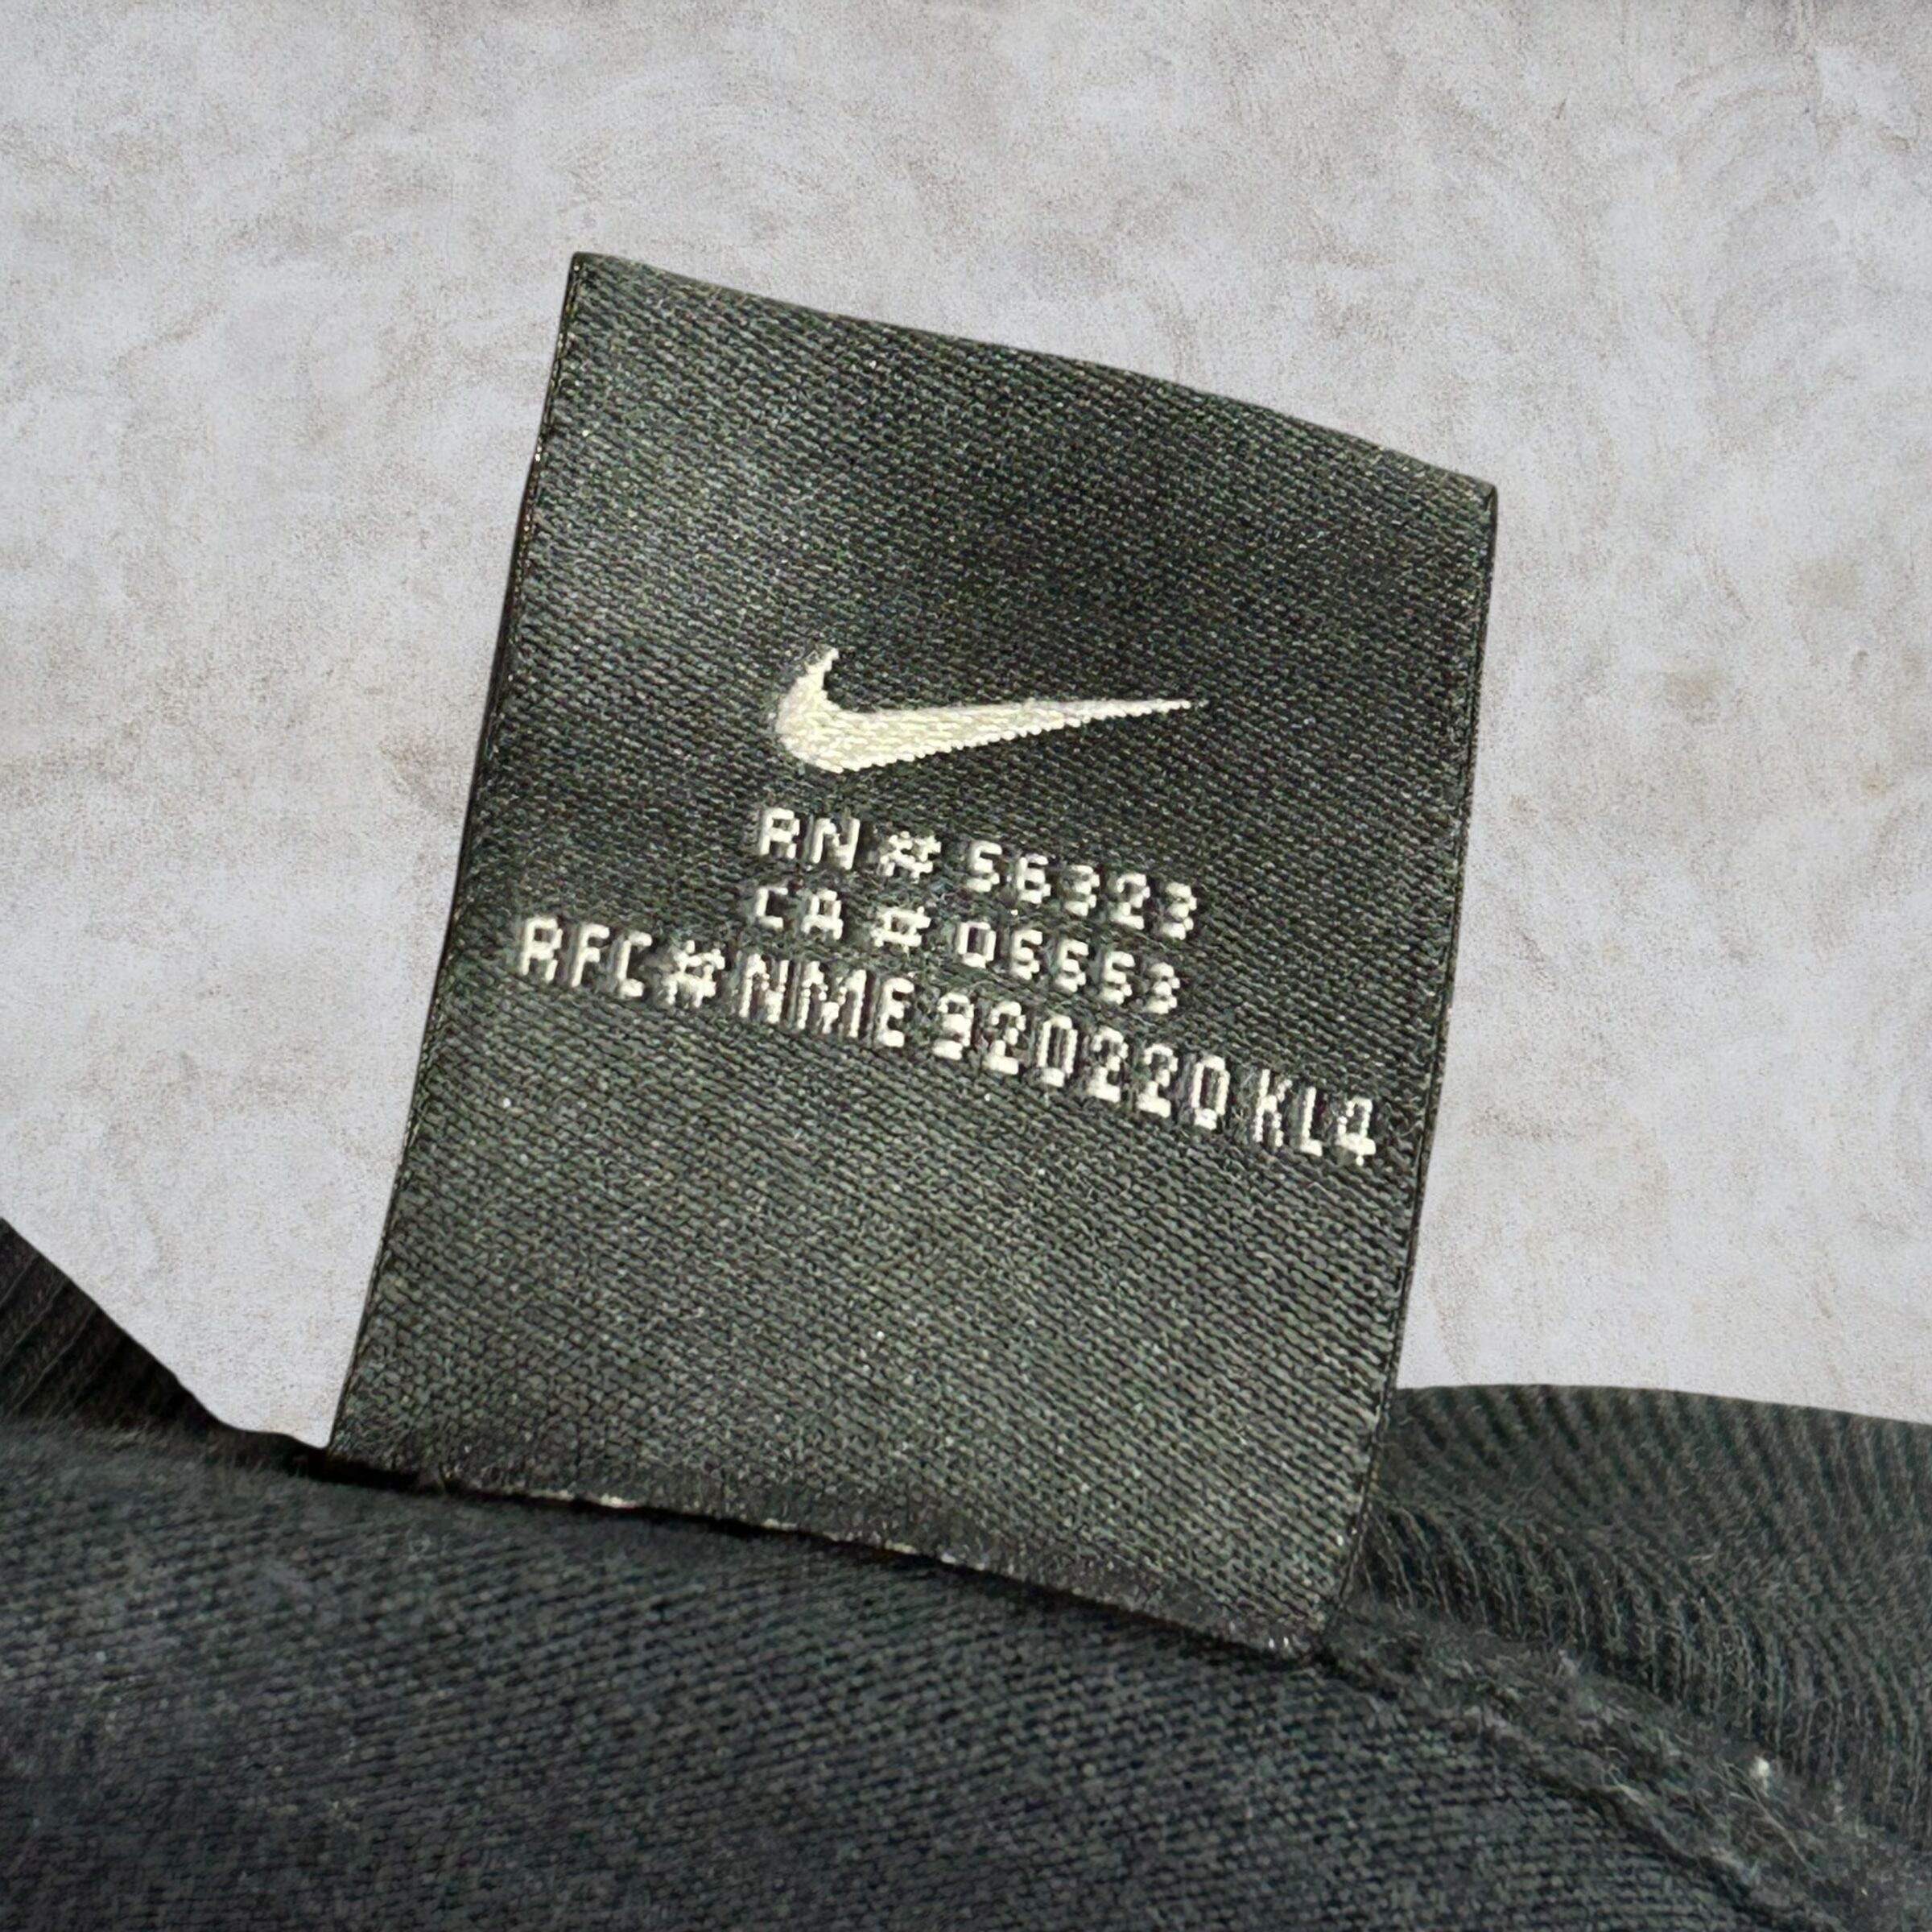 RN # 56323
CA # 05553
RFC# NME 920220 KL4